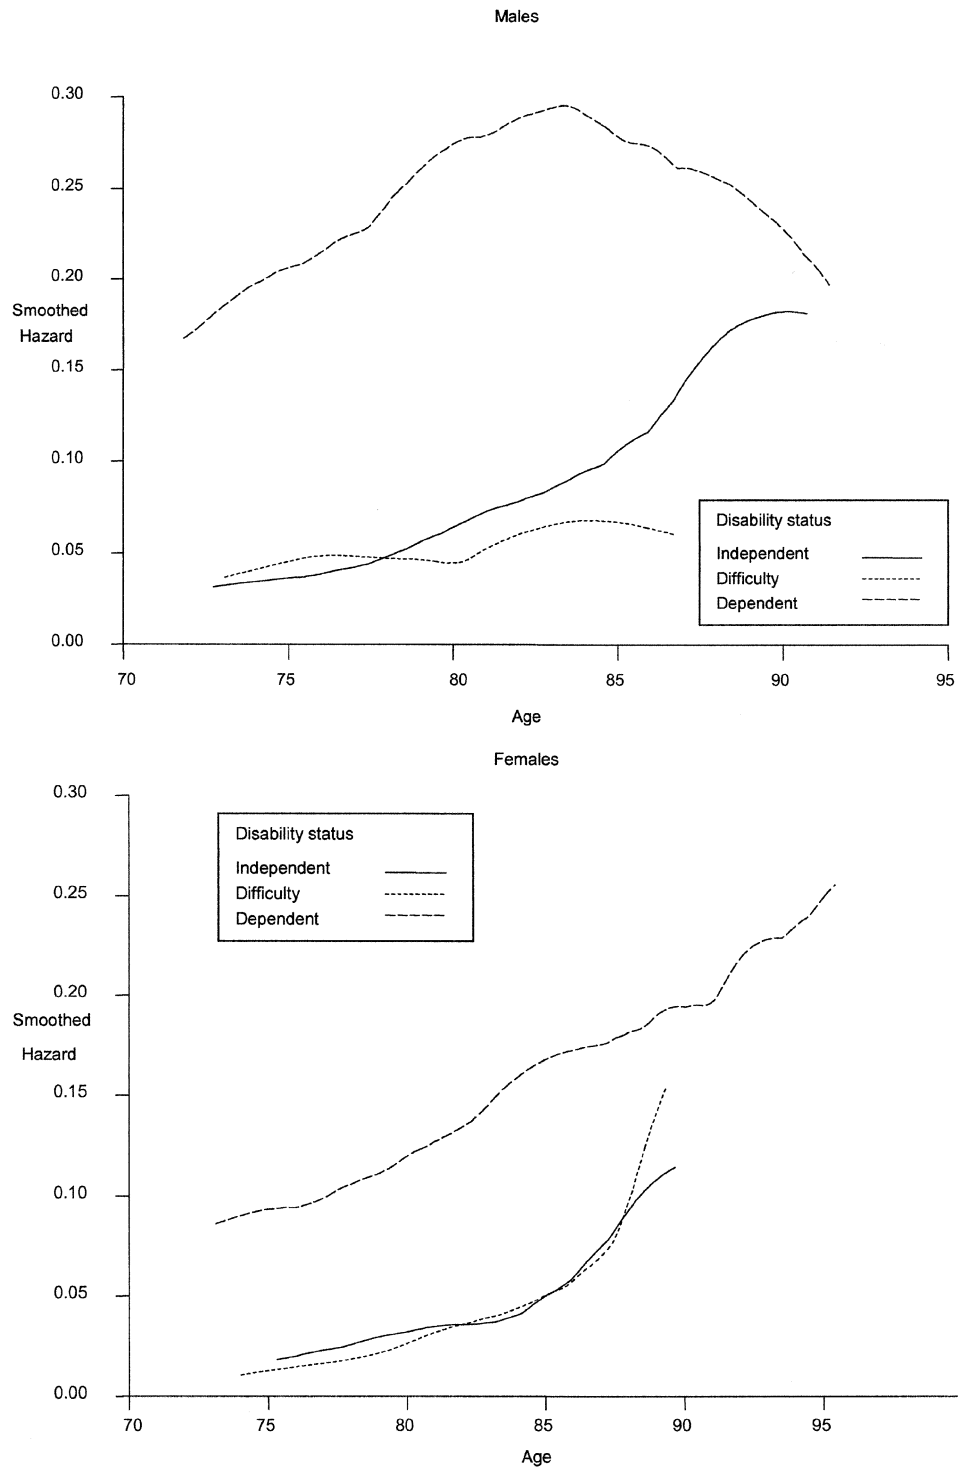 Males
0.30
0.25
0.20
Smoothed
Hazard
0.15
0.10
0.05
0.00
Disability status
Independent
Difficulty
Dependent
70 75 80 85 90 95
Age
Females
0.30
Disability status
Independent
Difficulty
Dependent
0.25
0.20
Smoothed
Hazard
0.15
0.10
0.05
0.00
70 75 80 85 90 95
Age